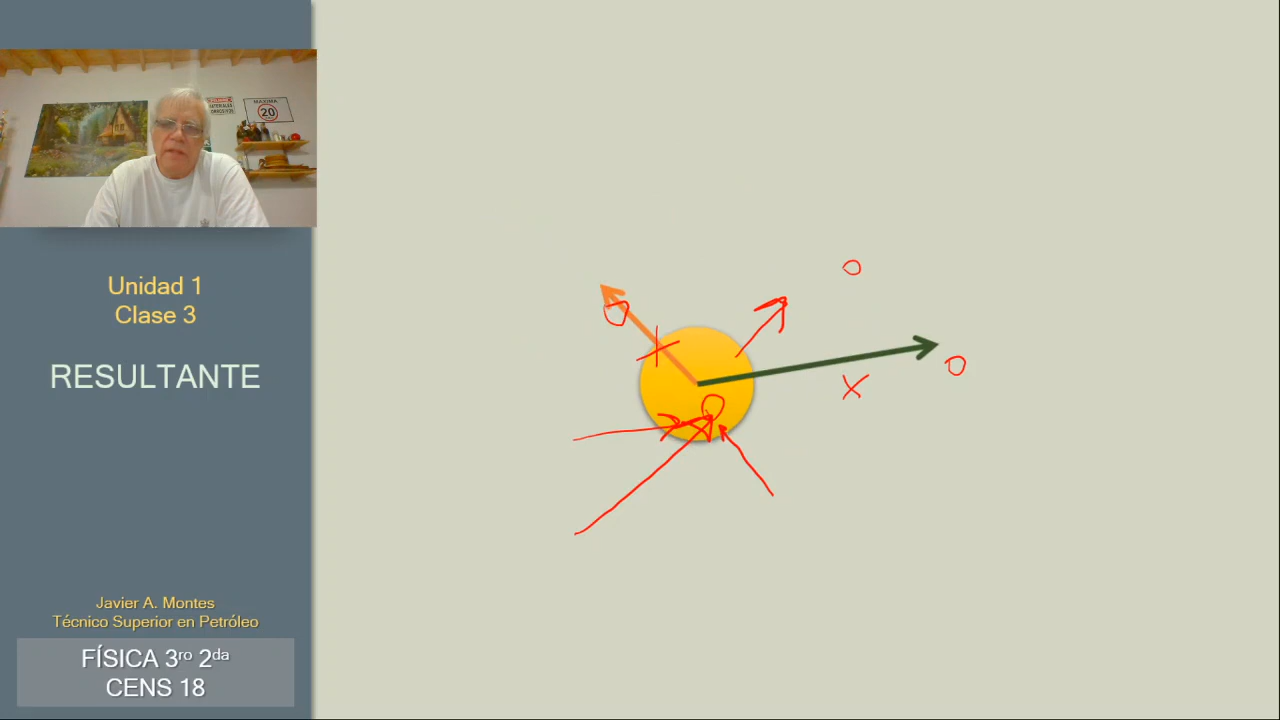 MAXIMA
20
Unidad 1
Clase 3
RESULTANTE
Javier A. Montes
Técnico Superior en Petróleo
FÍSICA 3ro 2da
CENS 18